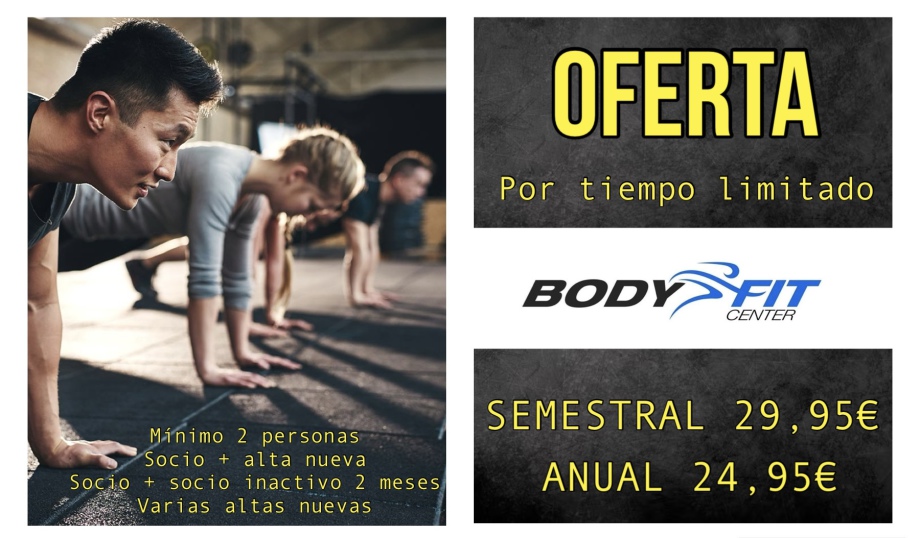 Mínimo 2 personas
Socio + alta nueva
Socio + socio inactivo 2 meses
Varias altas nuevas
OFERTA
Por tiempo limitado
BODY FIT
CENTER
SEMESTRAL 29,95€
ANUAL 24,95€